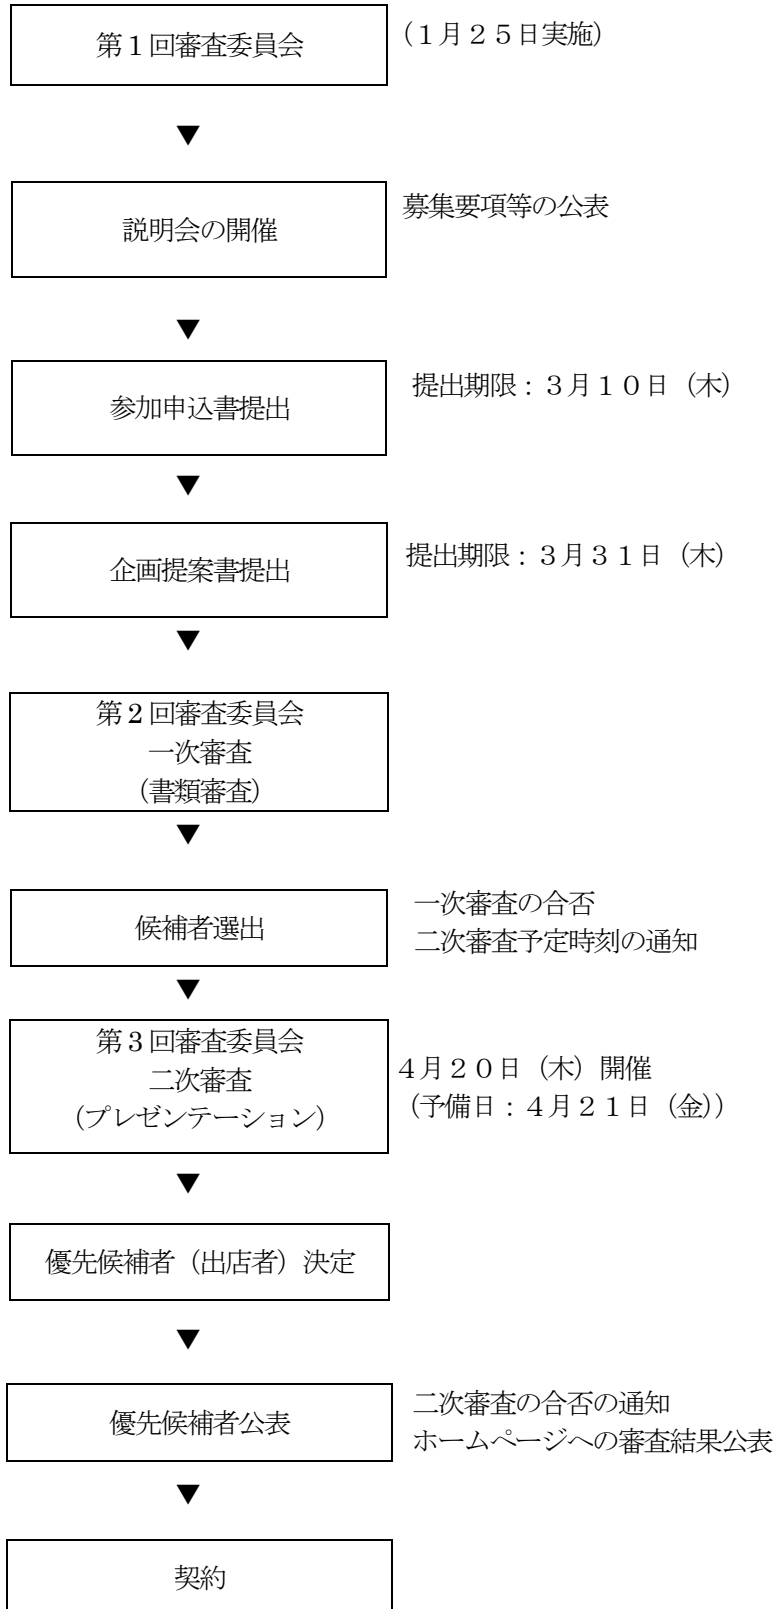 第１回審査委員会
（１月２５日実施）
▼
説明会の開催
募集要項等の公表
▼
参加申込書提出
提出期限：３月１０日（木）
▼
企画提案書提出
提出期限：３月３１日（木）
▼
第２回審査委員会
一次審査
（書類審査）
▼
候補者選出
一次審査の合否
二次審査予定時刻の通知
▼
第３回審査委員会
二次審査
（プレゼンテーション）
４月２０日（木）開催
（予備日：４月２１日（金））
▼
優先候補者（出店者）決定
▼
優先候補者公表
二次審査の合否の通知
ホームページへの審査結果公表
▼
契約